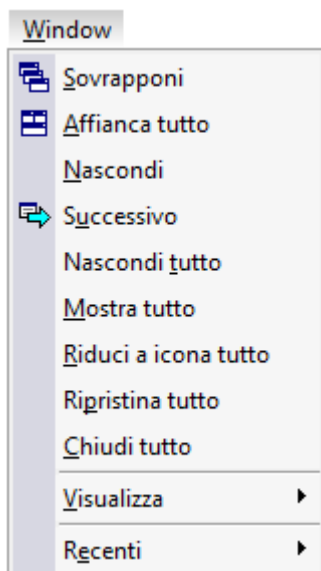 Window
Sovrapponi
Affianca tutto
Nascondi
Successivo
Nascondi tutto
Mostra tutto
Riduci a icona tutto
Ripristina tutto
Chiudi tutto
Visualizza
Recenti